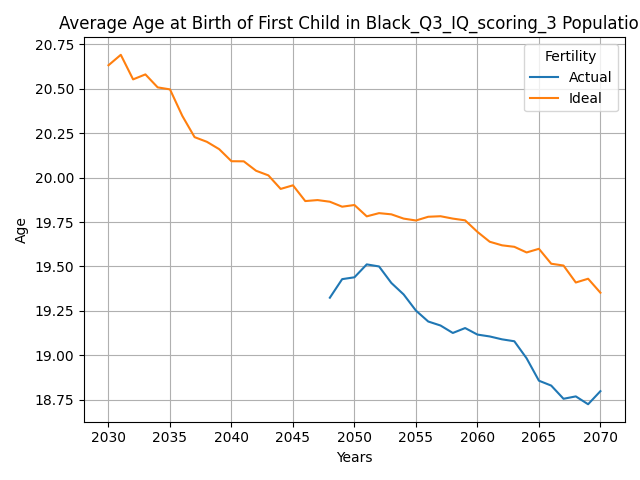 Average Age at Birth of First Child in Black_Q3_IQ_scoring_3 Populatio
Age
20.75
20.50
20.25
20.00
19.75
19.50
19.25
19.00
18.75
Fertility
Actual
Ideal
2030 2035 2040 2045 2050 2055 2060 2065 2070
Years